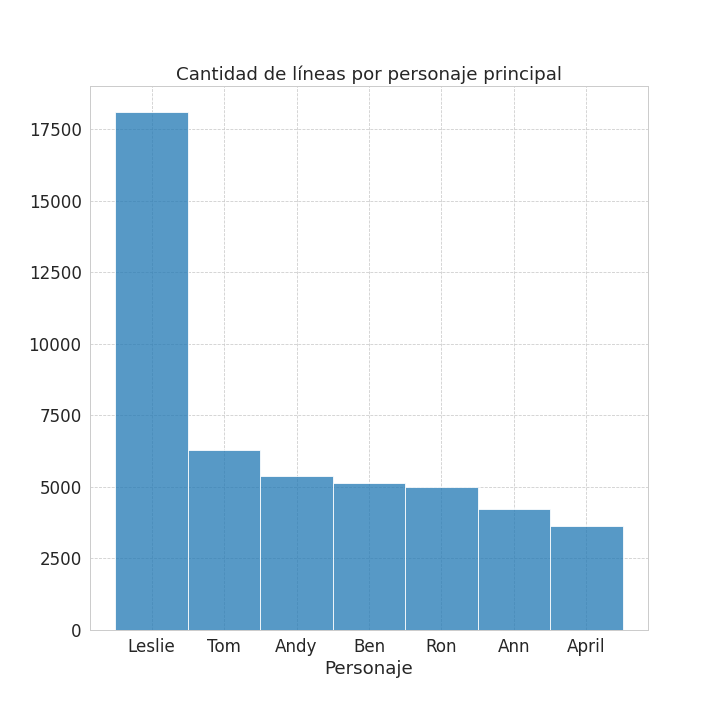 Cantidad de líneas por personaje principal
17500
15000
12500
10000
7500
5000
2500
0
Leslie Tom Andy Ben Ron Ann April
Personaje